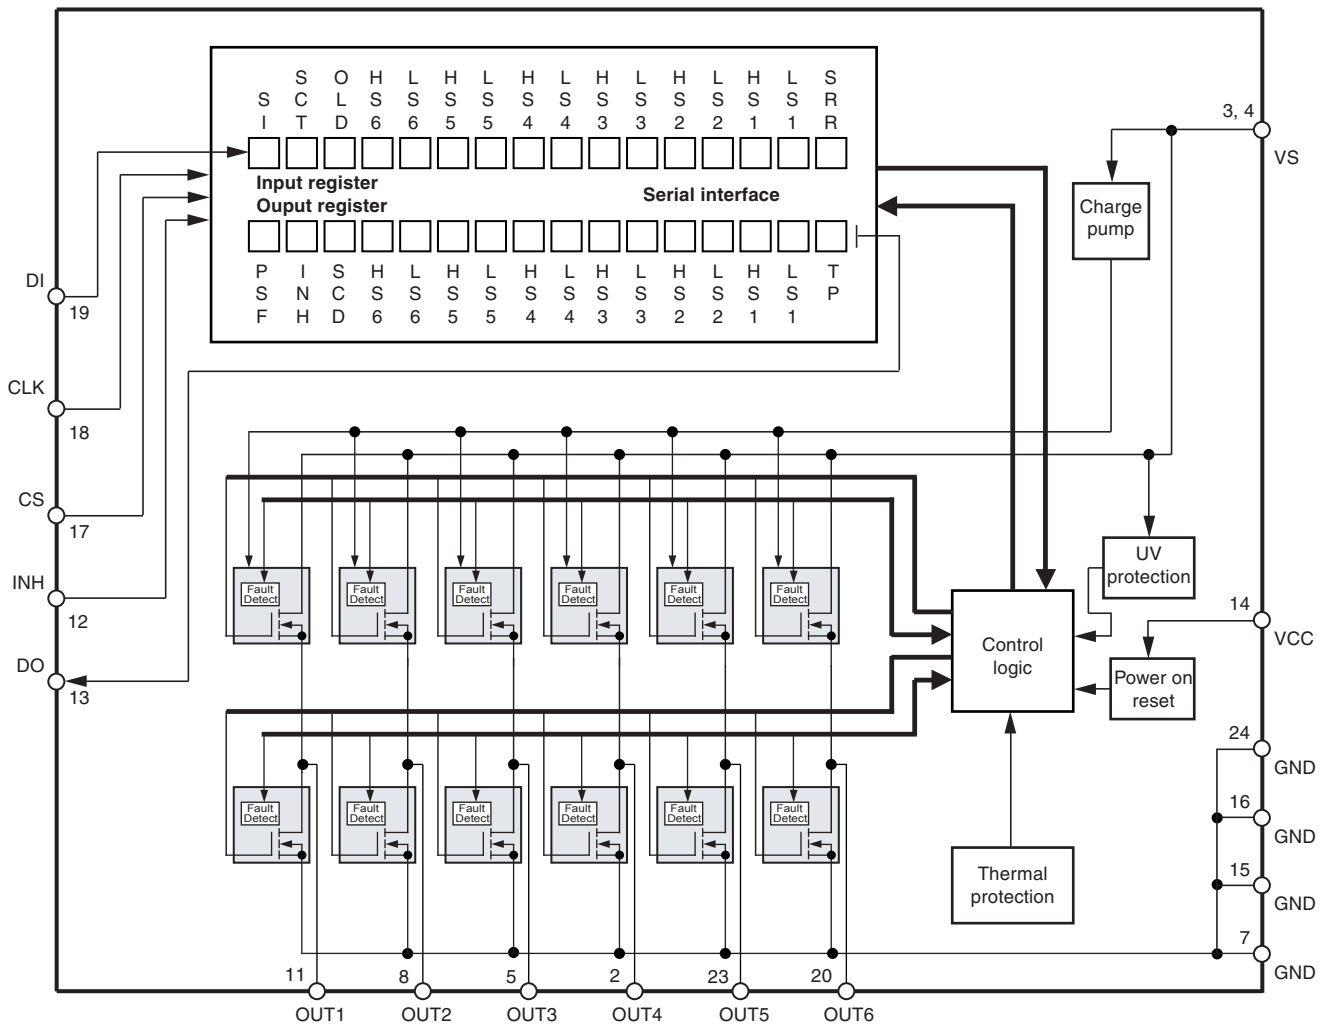 S O H L H L H L H L H L H L S
S C L S S S S S S S S S S S S R
I T D 6 6 5 5 4 4 3 3 2 2 1 1 R
3, 4
VS
Input register
Ouput register
Serial interface
Charge
pump
P I S H L H L H L H L H L H L T
S N C S S S S S S S S S S S S P
F H D 6 6 5 5 4 4 3 3 2 2 1 1
DI
19
CLK
18
CS
17
INH
12
DO
13
UV
protection
14
VCC
Control
logic
Power on
reset
Fault
Detect
Fault
Detect
Fault
Detect
Fault
Detect
Fault
Detect
Fault
Detect
24
GND
16
GND
15
GND
7
GND
Fault
Detect
Fault
Detect
Fault
Detect
Fault
Detect
Fault
Detect
Fault
Detect
Thermal
protection
11 8 5 2 23 20
OUT1 OUT2 OUT3 OUT4 OUT5 OUT6